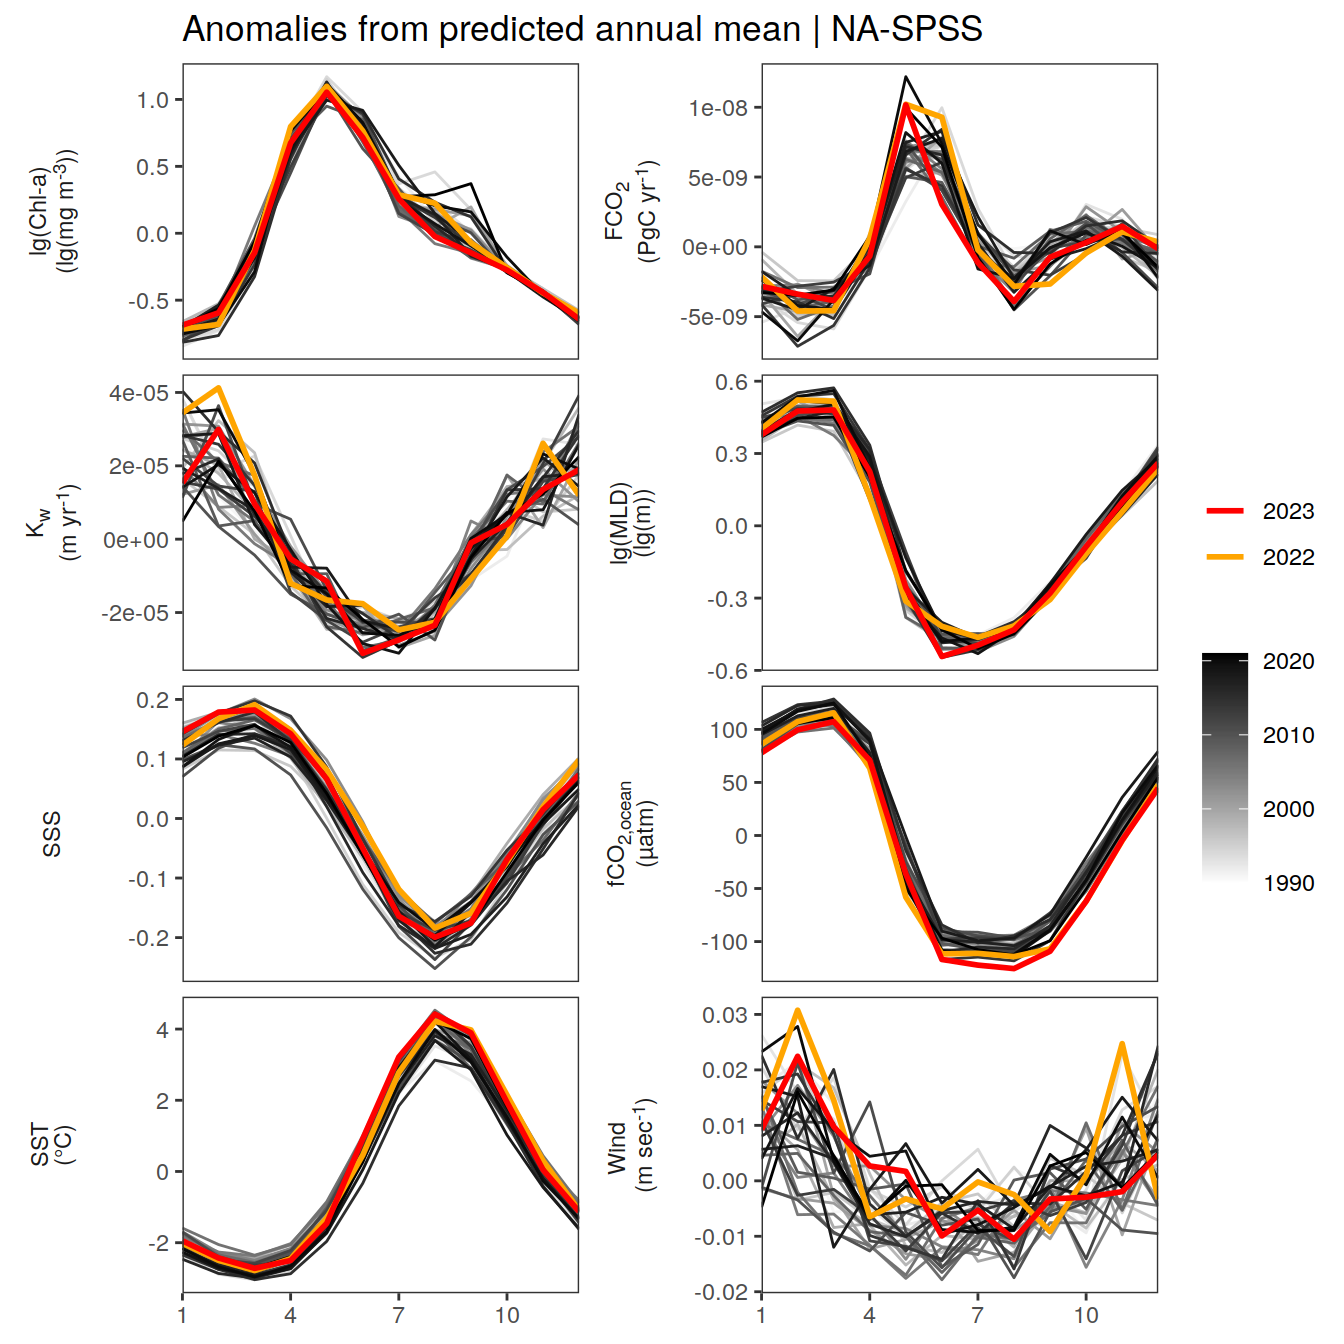 Anomalies from predicted annual mean | NA-SPSS
lg(Chl-a)
(lg(mg m⁻³))
1.0
0.5
0.0
-0.5
FCO₂
(PgC yr⁻¹)
1e-08
5e-09
0e+00
-5e-09
K_w
(m yr⁻¹)
4e-05
2e-05
0e+00
-2e-05
lg(MLD)
(lg(m))
0.6
0.3
0.0
-0.3
-0.6
SSS
0.2
0.1
0.0
-0.1
-0.2
fCO₂,ocean
(µatm)
100
50
0
-50
-100
SST
(°C)
4
2
0
-2
1 4 7 10
Wind
(m sec⁻¹)
0.03
0.02
0.01
0.00
-0.01
-0.02
1 4 7 10
2023
2022
2020
2010
2000
1990